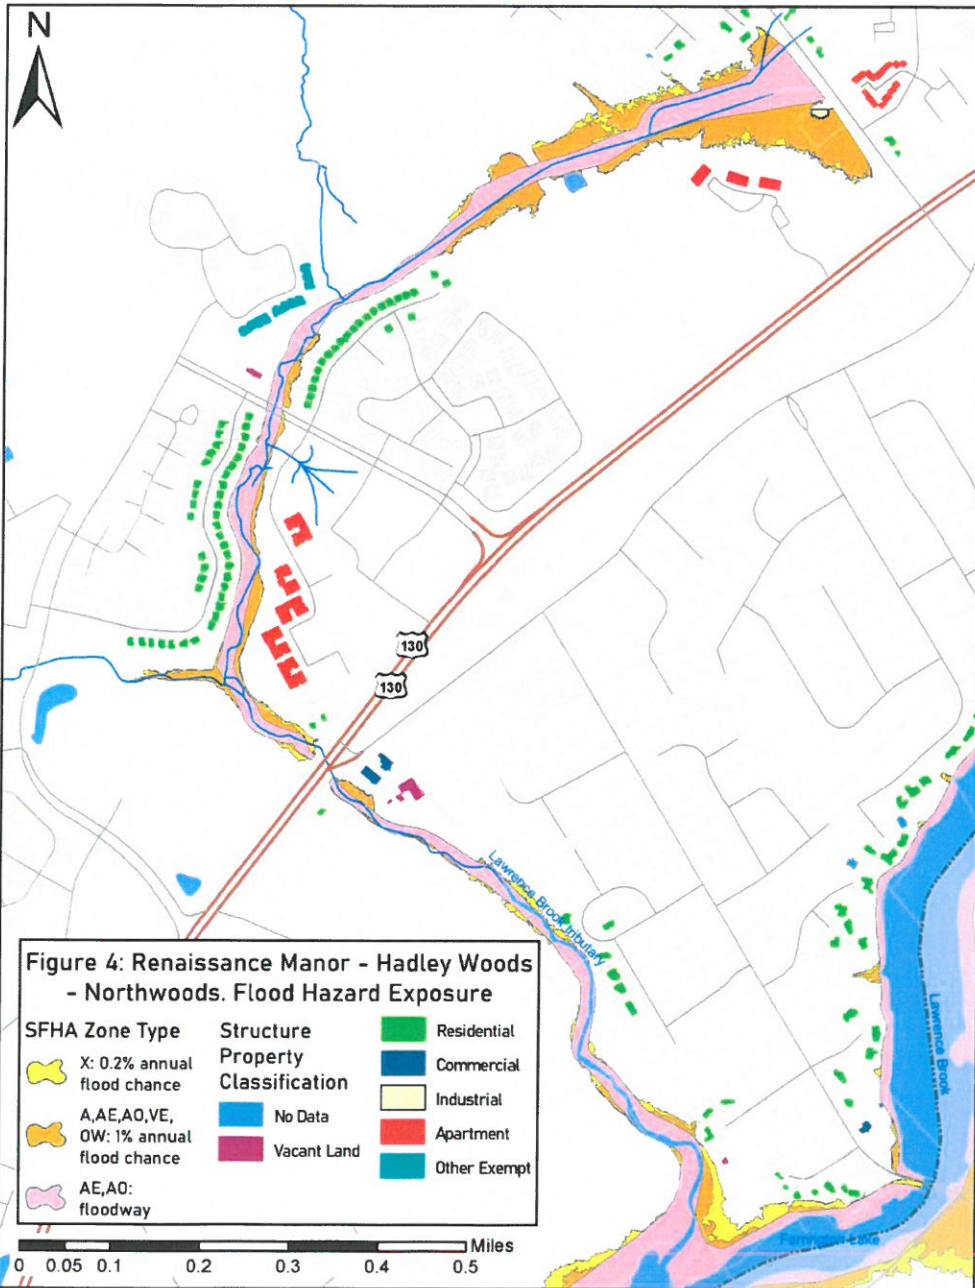 N
130
130
Lawrence Brook tributary
Lawrence Brook
Farrington Lake
Figure 4: Renaissance Manor - Hadley Woods
- Northwoods. Flood Hazard Exposure
SFHA Zone Type
X: 0.2% annual
flood chance
A,AE,AO,VE,
OW: 1% annual
flood chance
AE,AO:
floodway
Structure
Property
Classification
No Data
Vacant Land
Residential
Commercial
Industrial
Apartment
Other Exempt
Miles
0 0.05 0.1 0.2 0.3 0.4 0.5